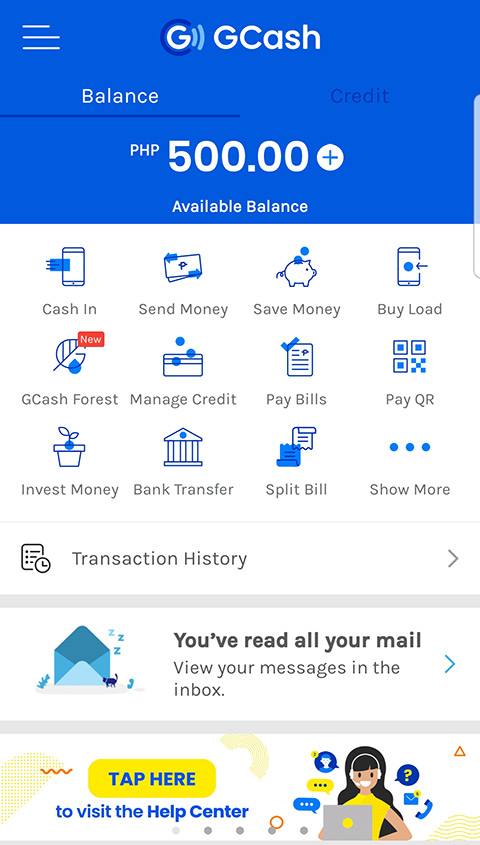 GCash
Balance Credit
PHP 500.00
Available Balance
Cash In Send Money Save Money Buy Load
New
GCash Forest Manage Credit Pay Bills Pay QR
Invest Money Bank Transfer Split Bill Show More
Transaction History
z z
z
You’ve read all your mail
View your messages in the
inbox.
TAP HERE
to visit the Help Center
2
?